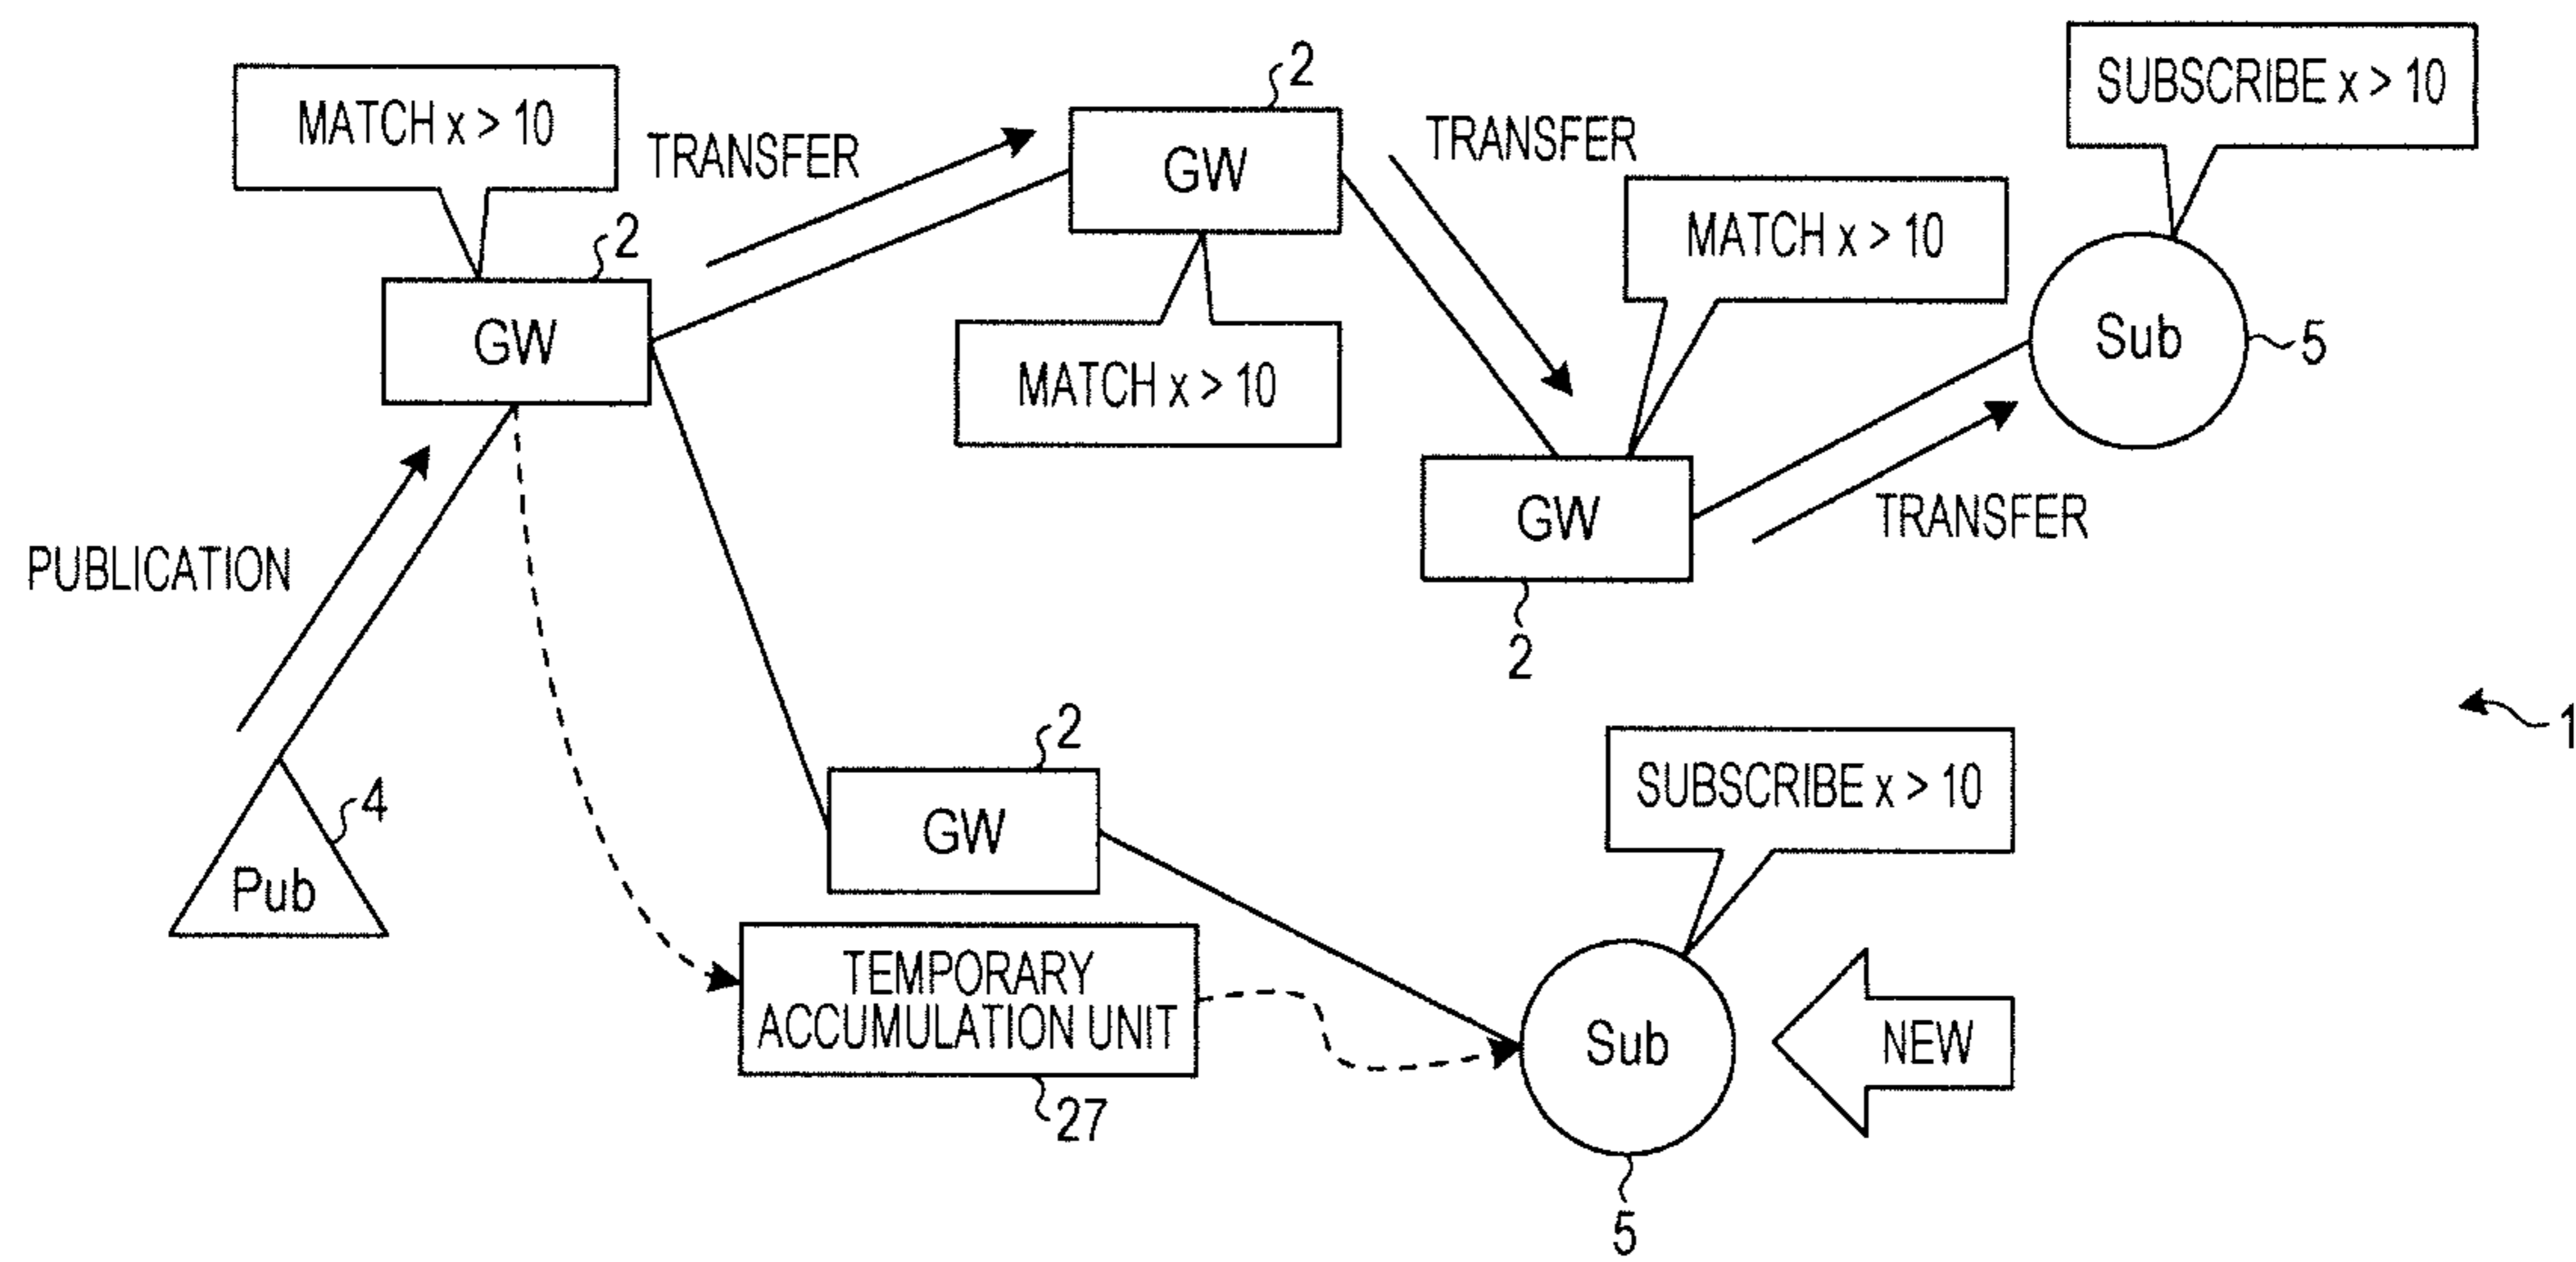 2
SUBSCRIBE x > 10
MATCH x > 10
TRANSFER
GW
TRANSFER
2
MATCH x > 10
GW
MATCH x > 10
Sub
5
GW
TRANSFER
PUBLICATION
2
2
1
SUBSCRIBE x > 10
4
GW
Pub
TEMPORARY
ACCUMULATION UNIT
Sub
NEW
27
5